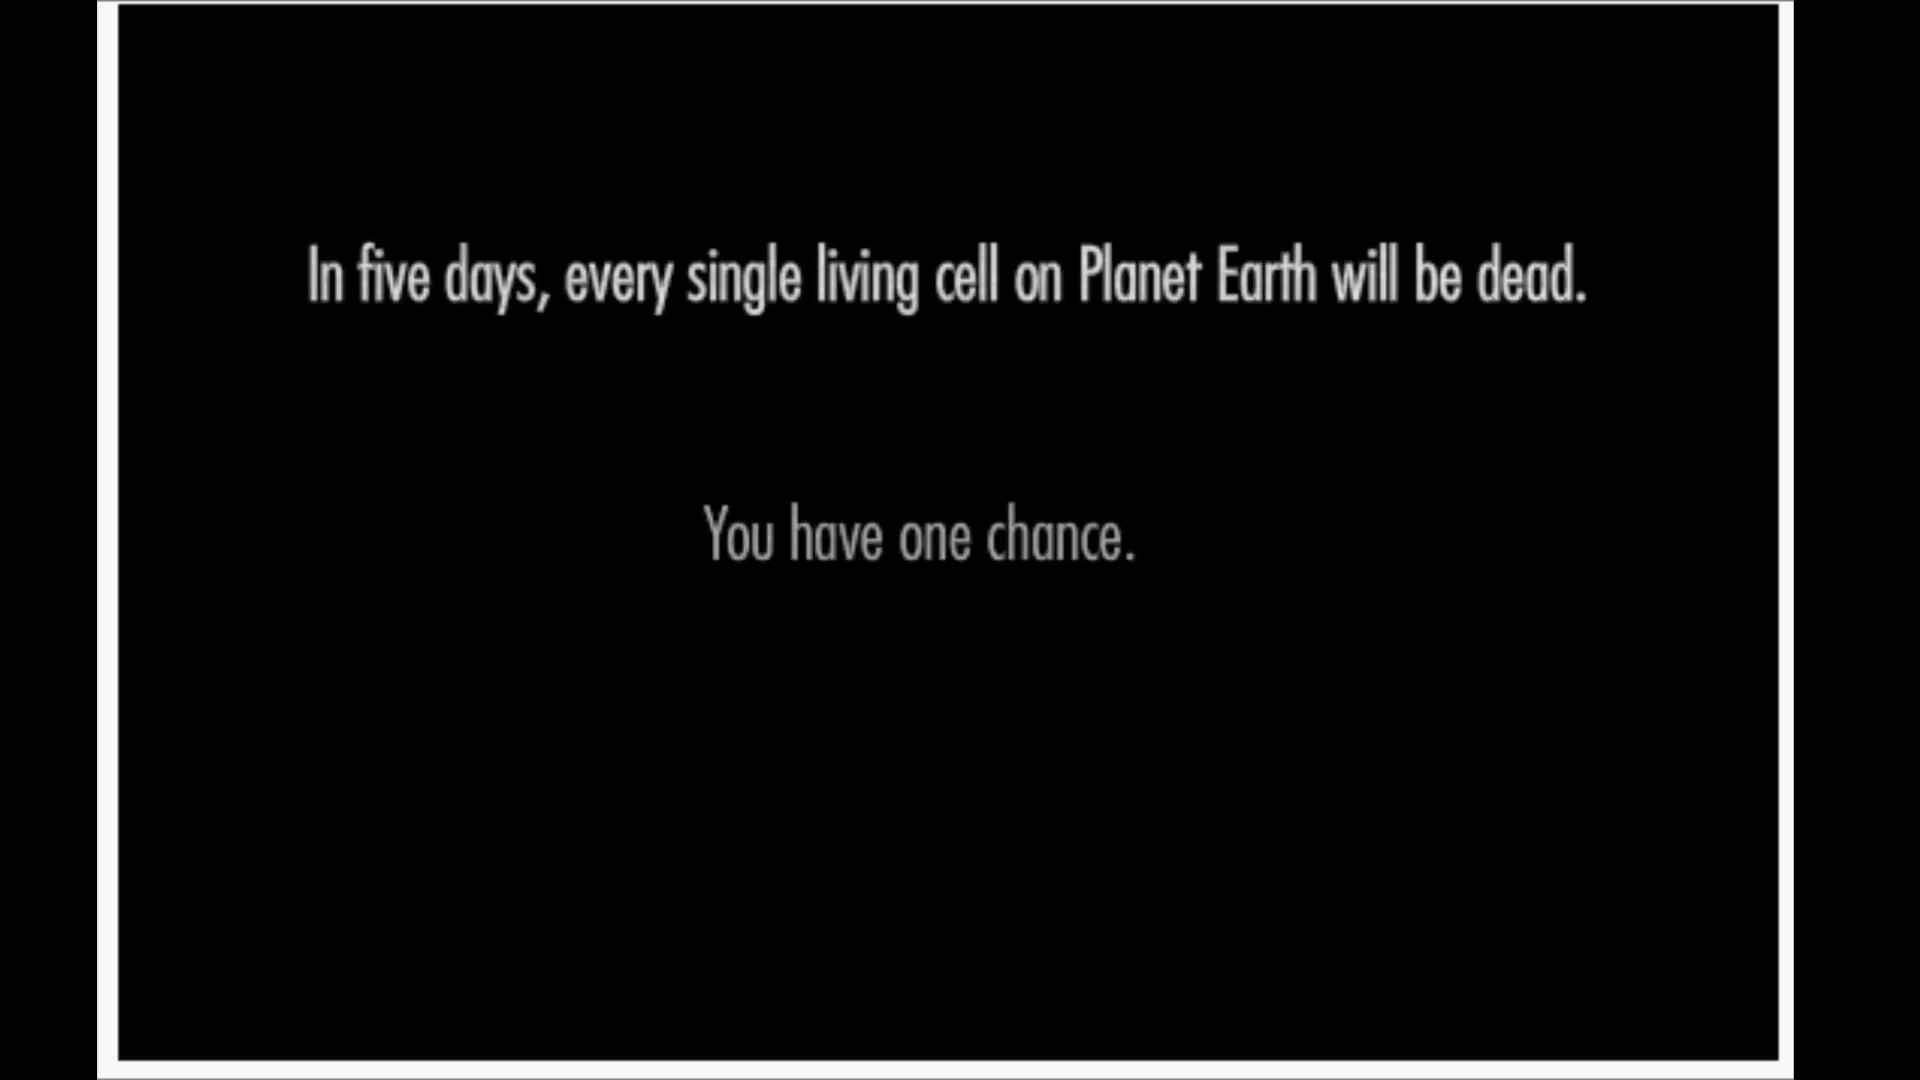 In five days, every single living cell on Planet Earth will be dead.
You have one chance.